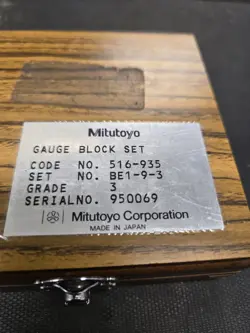 Mitutoyo
GAUGE BLOCK SET
CODE NO. 516-935
SET NO. BE1-9-3
GRADE 3
SERIALNO. 950069
Mitutoyo Corporation
MADE IN JAPAN